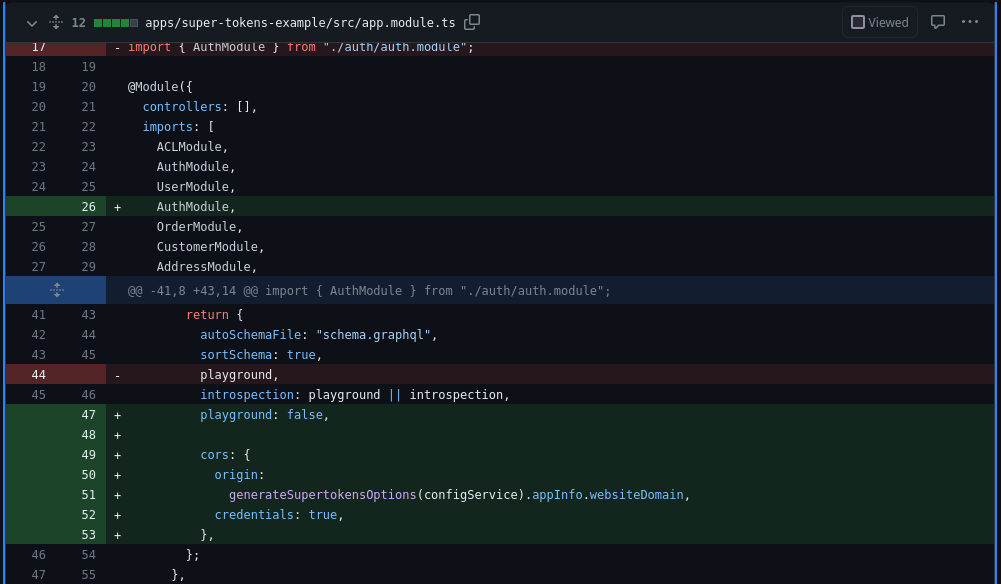 12 apps/super-tokens-example/src/app.module.ts Viewed
17 - import { AuthModule } from "./auth/auth.module";
18 19
19 20 @Module({
20 21 controllers: [],
21 22 imports: [
22 23 ACLModule,
23 24 AuthModule,
24 25 UserModule,
26 + AuthModule,
25 27 OrderModule,
26 28 CustomerModule,
27 29 AddressModule,
@@ -41,8 +43,14 @@ import { AuthModule } from "./auth/auth.module";
41 43 return {
42 44 autoSchemaFile: "schema.graphql",
43 45 sortSchema: true,
44 - playground,
45 46 introspection: playground || introspection,
47 + playground: false,
48 +
49 + cors: {
50 + origin:
51 + generateSupertokensOptions(configService).appInfo.websiteDomain,
52 + credentials: true,
53 + },
46 54 };
47 55 },